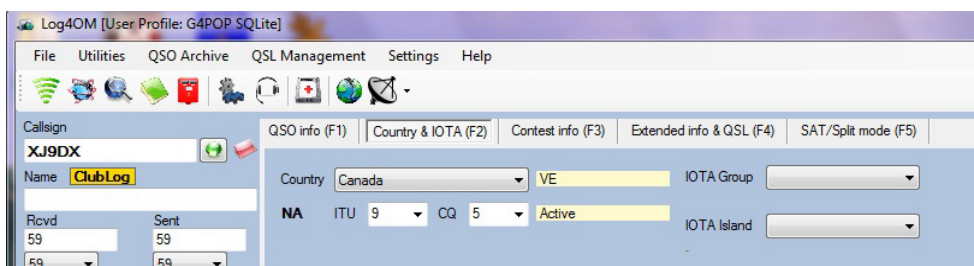 Log4OM [User Profile: G4POP SQLite]
File Utilities QSO Archive QSL Management Settings Help
Callsign
XJ9DX
Name ClubLog
Rcvd Sent
59 59
59 59
QSO info (F1) Country & IOTA (F2) Contest info (F3) Extended info & QSL (F4) SAT/Split mode (F5)
Country Canada VE IOTA Group
NA ITU 9 CQ 5 Active
IOTA Island
-